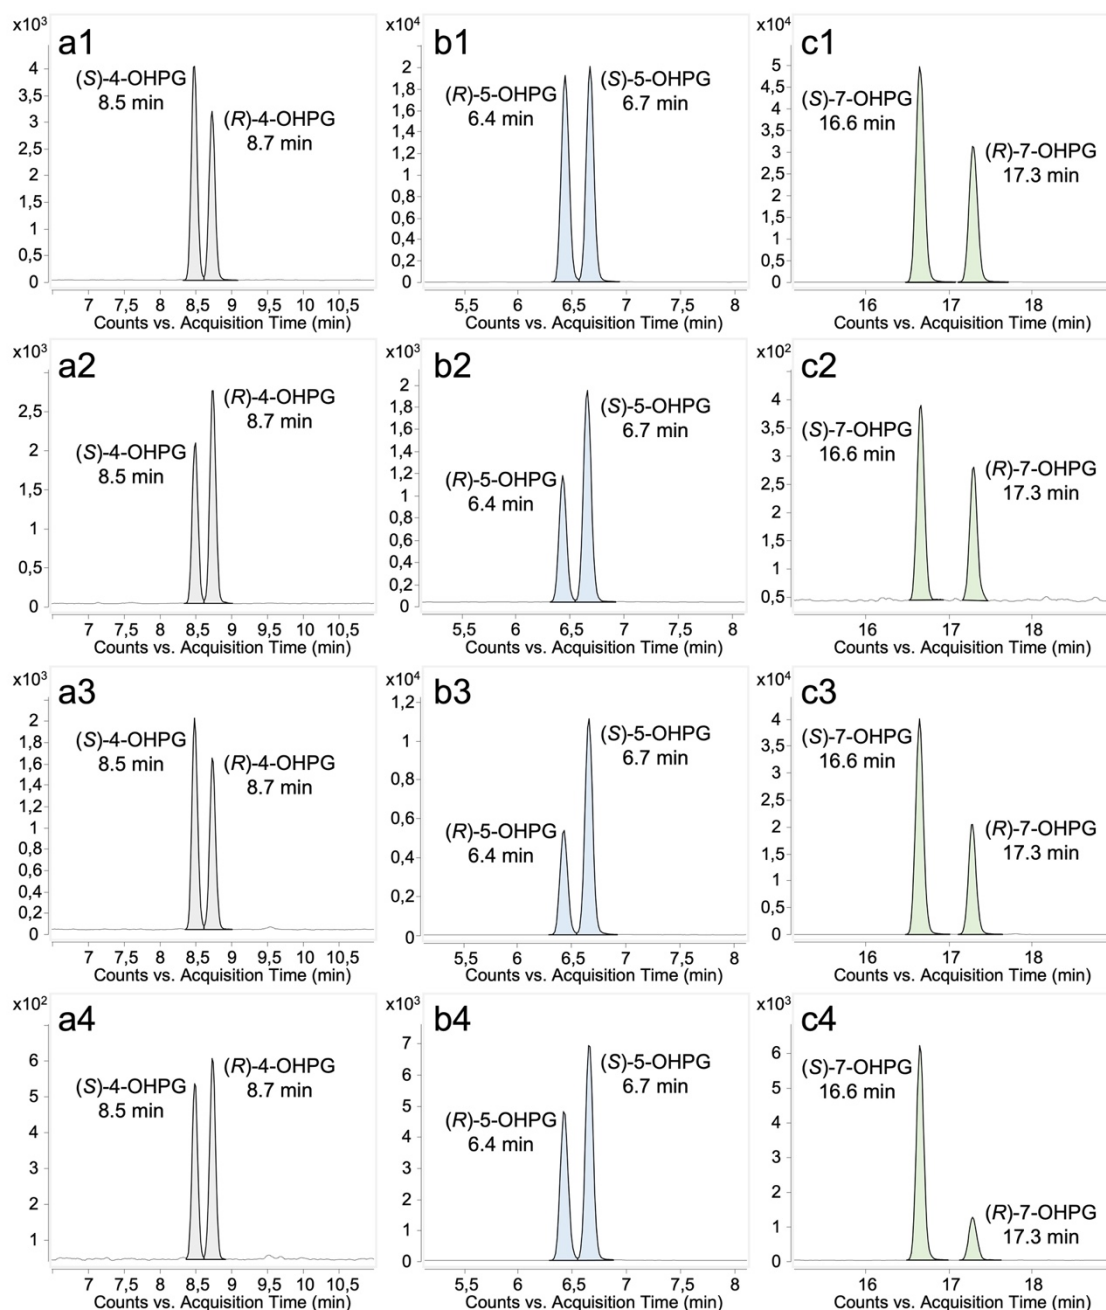 x10³
a1
(S)-4-OHPG
8.5 min
(R)-4-OHPG
8.7 min
4
3,5
3
2,5
2
1,5
1
0,5
0
7 7,5 8 8,5 9 9,5 10 10,5
Counts vs. Acquisition Time (min)
x10⁴
b1
(R)-5-OHPG
6.4 min
(S)-5-OHPG
6.7 min
2
1,8
1,6
1,4
1,2
1
0,8
0,6
0,4
0,2
0
5,5 6 6,5 7 7,5 8
Counts vs. Acquisition Time (min)
x10⁴
c1
(S)-7-OHPG
16.6 min
(R)-7-OHPG
17.3 min
5
4,5
4
3,5
3
2,5
2
1,5
1
0,5
0
16 17 18
Counts vs. Acquisition Time (min)
x10³
a2
(S)-4-OHPG
8.5 min
(R)-4-OHPG
8.7 min
2,5
2
1,5
1
0,5
0
7 7,5 8 8,5 9 9,5 10 10,5
Counts vs. Acquisition Time (min)
x10³
b2
(R)-5-OHPG
6.4 min
(S)-5-OHPG
6.7 min
2
1,8
1,6
1,4
1,2
1
0,8
0,6
0,4
0,2
0
5,5 6 6,5 7 7,5 8
Counts vs. Acquisition Time (min)
x10²
c2
(S)-7-OHPG
16.6 min
(R)-7-OHPG
17.3 min
4
3,5
3
2,5
2
1,5
1
0,5
16 17 18
Counts vs. Acquisition Time (min)
x10³
a3
(S)-4-OHPG
8.5 min
(R)-4-OHPG
8.7 min
2
1,8
1,6
1,4
1,2
1
0,8
0,6
0,4
0,2
0
7 7,5 8 8,5 9 9,5 10 10,5
Counts vs. Acquisition Time (min)
x10⁴
b3
(R)-5-OHPG
6.4 min
(S)-5-OHPG
6.7 min
1,2
1
0,8
0,6
0,4
0,2
0
5,5 6 6,5 7 7,5 8
Counts vs. Acquisition Time (min)
x10⁴
c3
(S)-7-OHPG
16.6 min
(R)-7-OHPG
17.3 min
4
3,5
3
2,5
2
1,5
1
0,5
0
16 17 18
Counts vs. Acquisition Time (min)
x10²
a4
(S)-4-OHPG
8.5 min
(R)-4-OHPG
8.7 min
6
5
4
3
2
1
7 7,5 8 8,5 9 9,5 10 10,5
Counts vs. Acquisition Time (min)
x10³
b4
(R)-5-OHPG
6.4 min
(S)-5-OHPG
6.7 min
7
6
5
4
3
2
1
0
5,5 6 6,5 7 7,5 8
Counts vs. Acquisition Time (min)
x10³
c4
(S)-7-OHPG
16.6 min
(R)-7-OHPG
17.3 min
6
5
4
3
2
1
0
16 17 18
Counts vs. Acquisition Time (min)